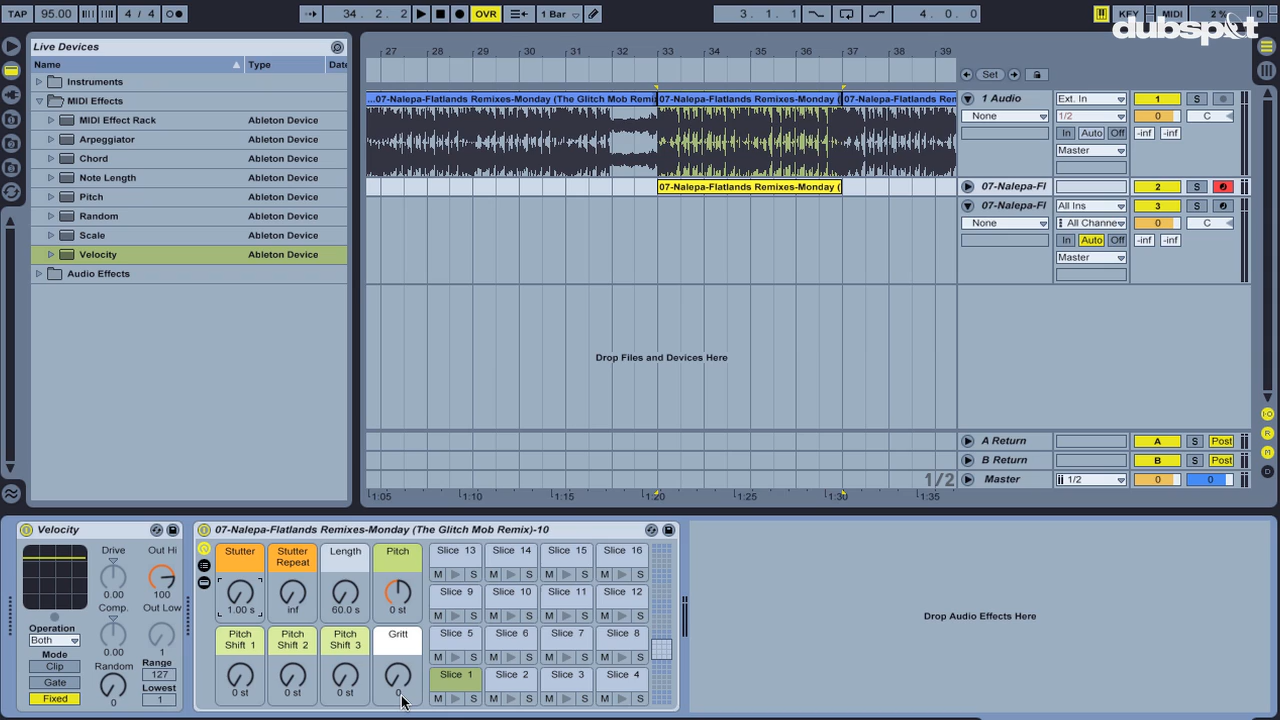 TAP 95.00 4 / 4 34. 2. 2 OVR 1 Bar 3. 1. 1 4. 0. 0 KEY MIDI 2 % D
dubspot
Live Devices
Name Type Date
Instruments
MIDI Effects
MIDI Effect Rack Ableton Device
Arpeggiator Ableton Device
Chord Ableton Device
Note Length Ableton Device
Pitch Ableton Device
Random Ableton Device
Scale Ableton Device
Velocity Ableton Device
Audio Effects
27 28 29 30 31 32 33 34 35 36 37 38 39
Set
...07-Nalepa-Flatlands Remixes-Monday (The Glitch Mob Remi 07-Nalepa-Flatlands Remixes-Monday ( 07-Nalepa-Flatlands Rem
1 Audio Ext. In 1 S
None 1/2 0 C
In Auto Off -inf -inf
Master
07-Nalepa-Flatlands Remixes-Monday ( 07-Nalepa-Fl 2 S
07-Nalepa-Fl All Ins 3 S
None All Channe 0 C
In Auto Off -inf -inf
Master
Drop Files and Devices Here
A Return A S Post
B Return B S Post
1/2 Master 1/2 0 0
1:05 1:10 1:15 1:20 1:25 1:30 1:35
IO
R
M
D
Velocity
Drive Out Hi
0.00 100
Comp. Out Low
Operation
Both 0.00 1
Mode
Clip Random Range
Gate 127
Lowest
Fixed 0 1
07-Nalepa-Flatlands Remixes-Monday (The Glitch Mob Remix)-10
Stutter Stutter Repeat Length Pitch
1.00 s inf 60.0 s 0 st
Pitch Shift 1 Pitch Shift 2 Pitch Shift 3 Gritt
0 st 0 st 0 st 0
Slice 13 Slice 14 Slice 15 Slice 16
M S M S M S M S
Slice 9 Slice 10 Slice 11 Slice 12
M S M S M S M S
Slice 5 Slice 6 Slice 7 Slice 8
M S M S M S M S
Slice 1 Slice 2 Slice 3 Slice 4
M S M S M S M S
Drop Audio Effects Here